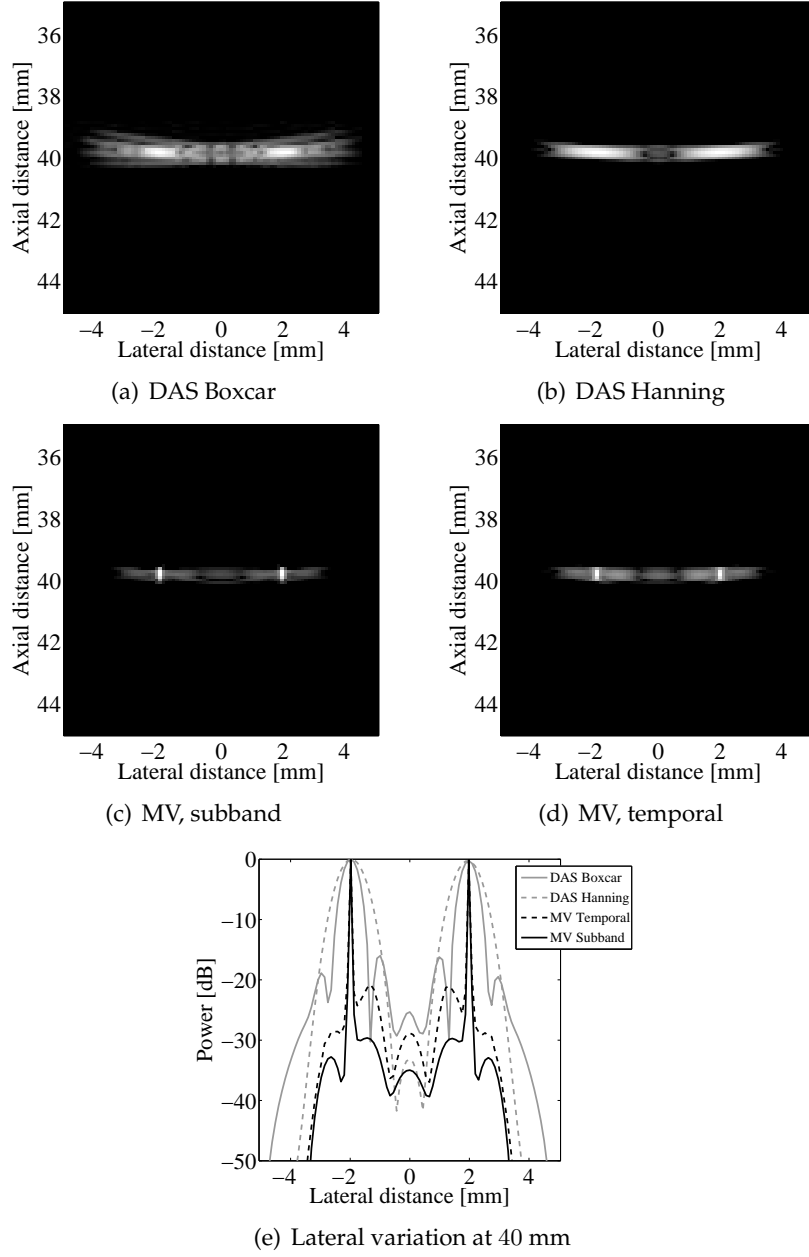 36
38
40
42
44
Axial distance [mm]
−4 −2 0 2 4
Lateral distance [mm]
(a) DAS Boxcar
36
38
40
42
44
Axial distance [mm]
−4 −2 0 2 4
Lateral distance [mm]
(b) DAS Hanning
36
38
40
42
44
Axial distance [mm]
−4 −2 0 2 4
Lateral distance [mm]
(c) MV, subband
36
38
40
42
44
Axial distance [mm]
−4 −2 0 2 4
Lateral distance [mm]
(d) MV, temporal
0
−10
−20
−30
−40
−50
Power [dB]
DAS Boxcar
DAS Hanning
MV Temporal
MV Subband
−4 −2 0 2 4
Lateral distance [mm]
(e) Lateral variation at 40 mm